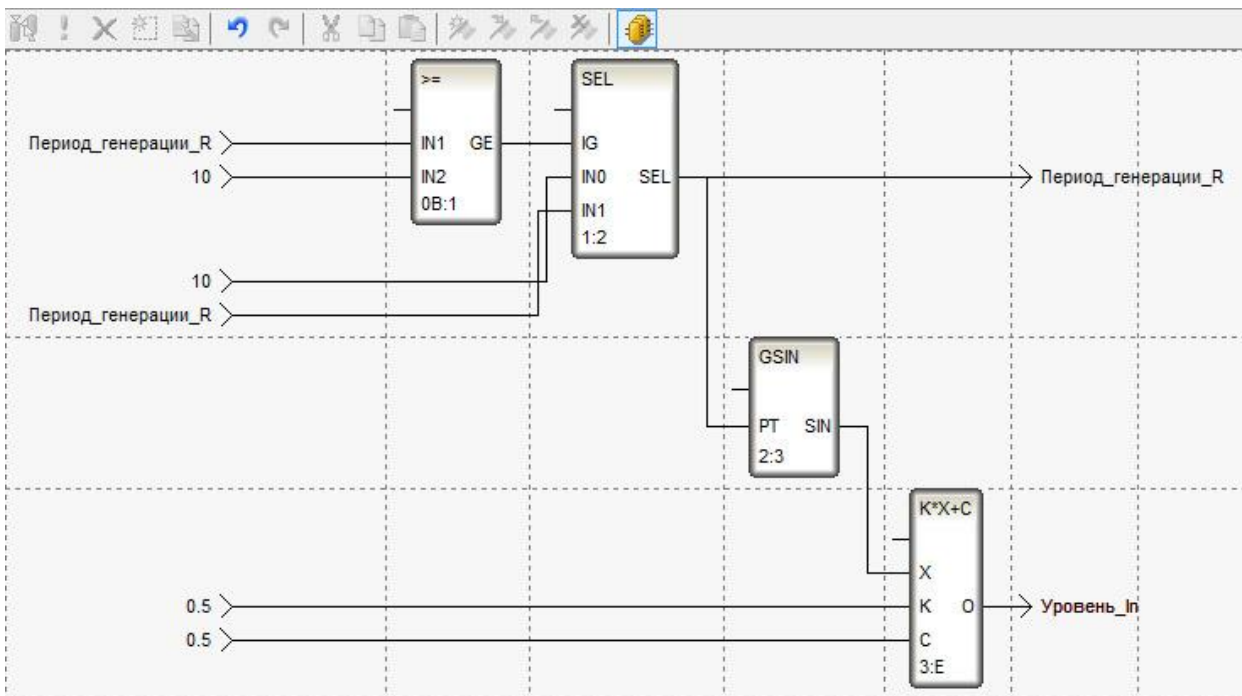 >= SEL
Период_генерации_R IN1 GE IG
10 IN2 IN0 SEL Период_генерации_R
0B:1 IN1
1:2
10
Период_генерации_R
GSIN
PT SIN
2:3
K*X+C
X
0.5 K O Уровень_In
0.5 C
3:E